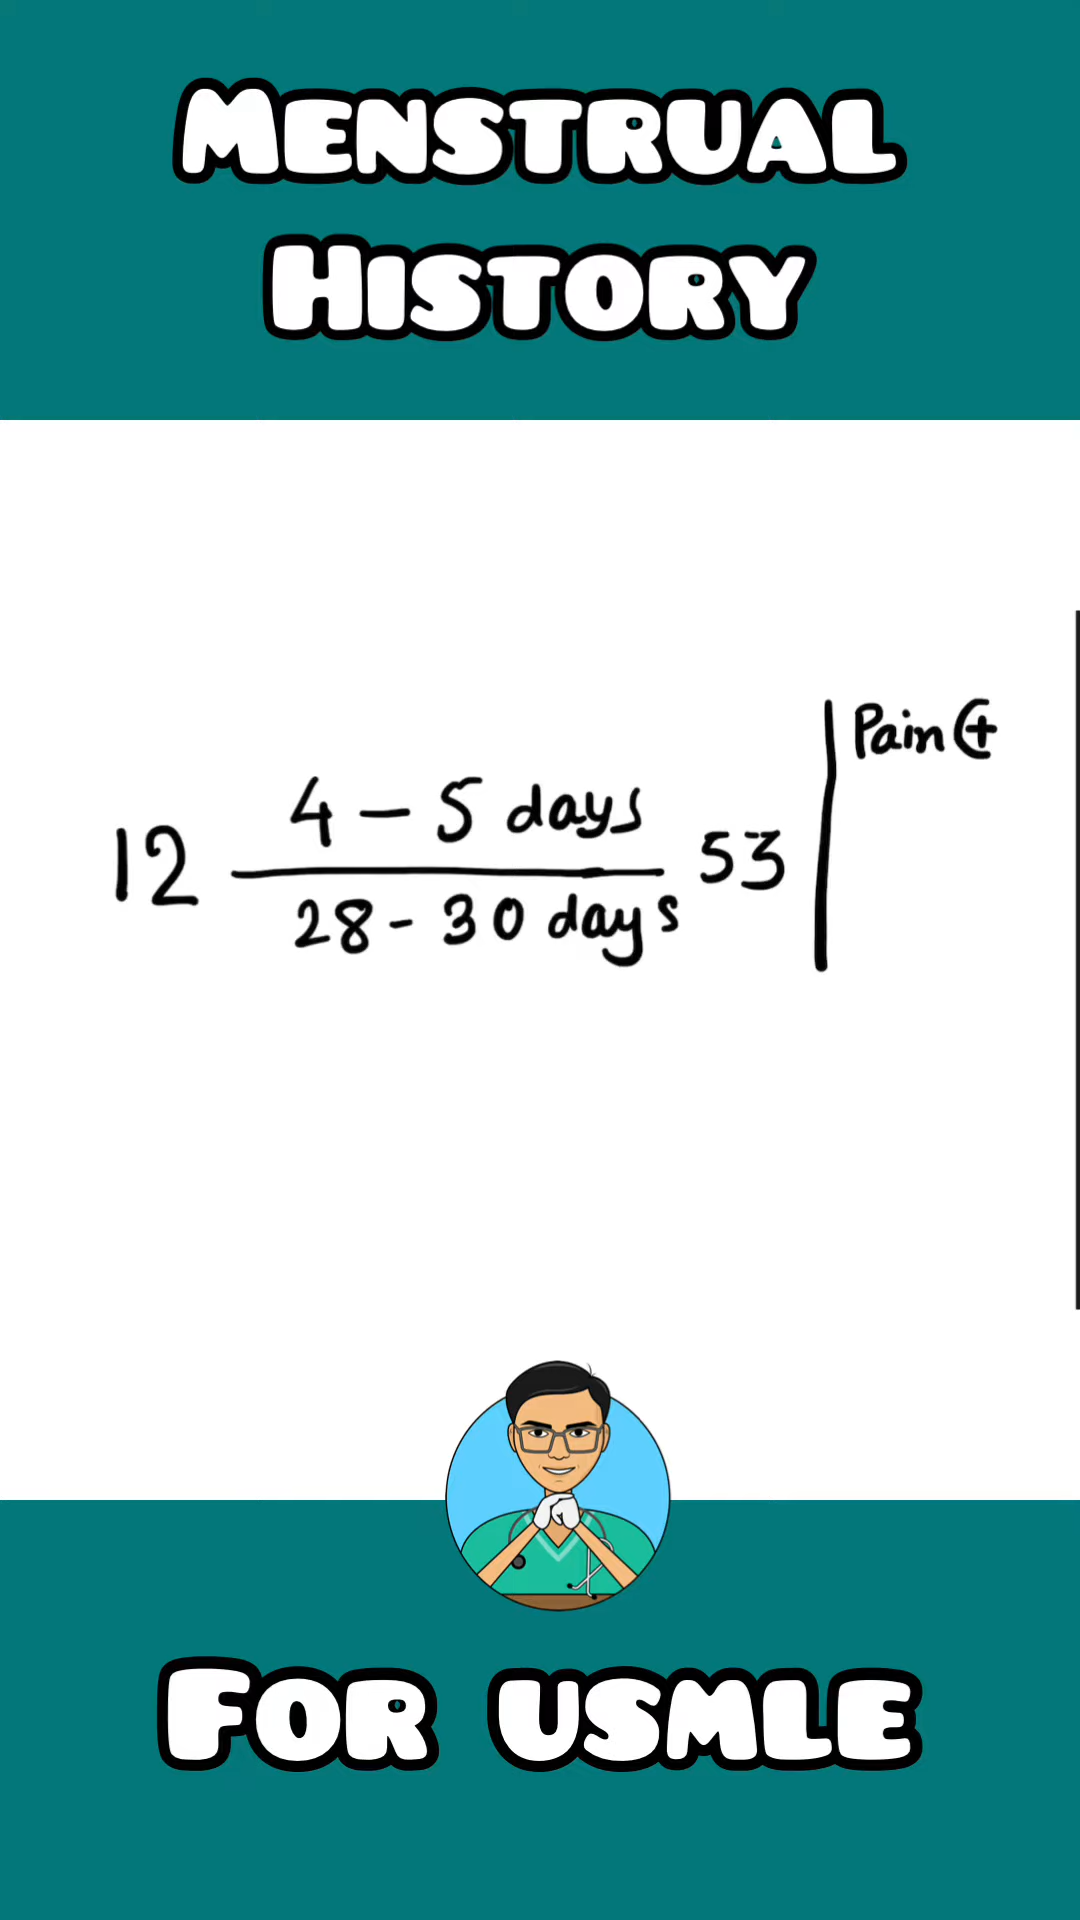 MENSTRUAL
HISTORY
Pain (+
4 - 5 days
12 53
28 - 30 days
FOR USMLE